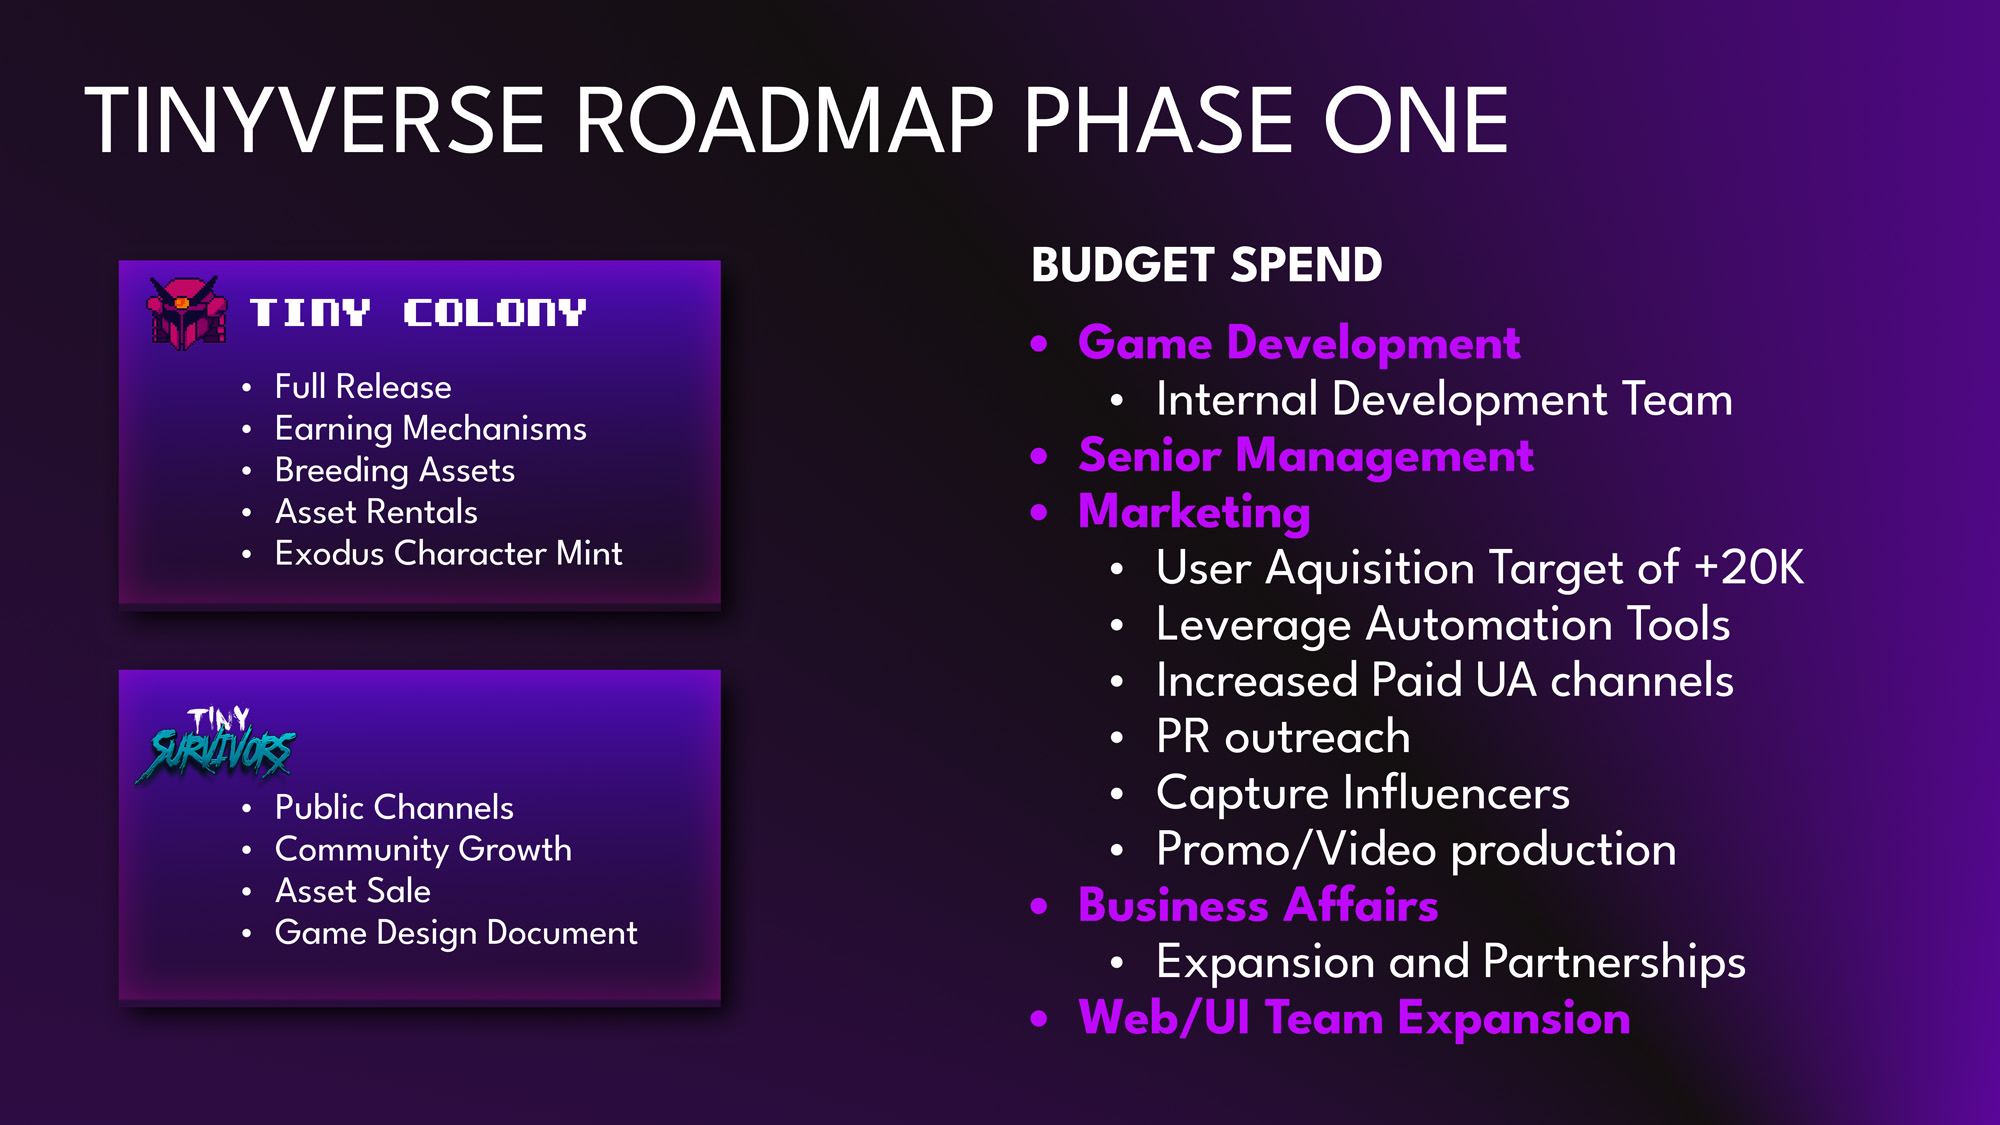 TINYVERSE ROADMAP PHASE ONE
TINY COLONY
• Full Release
• Earning Mechanisms
• Breeding Assets
• Asset Rentals
• Exodus Character Mint
TINY
SURVIVORS
• Public Channels
• Community Growth
• Asset Sale
• Game Design Document
BUDGET SPEND
• Game Development
• Internal Development Team
• Senior Management
• Marketing
• User Aquisition Target of +20K
• Leverage Automation Tools
• Increased Paid UA channels
• PR outreach
• Capture Influencers
• Promo/Video production
• Business Affairs
• Expansion and Partnerships
• Web/UI Team Expansion